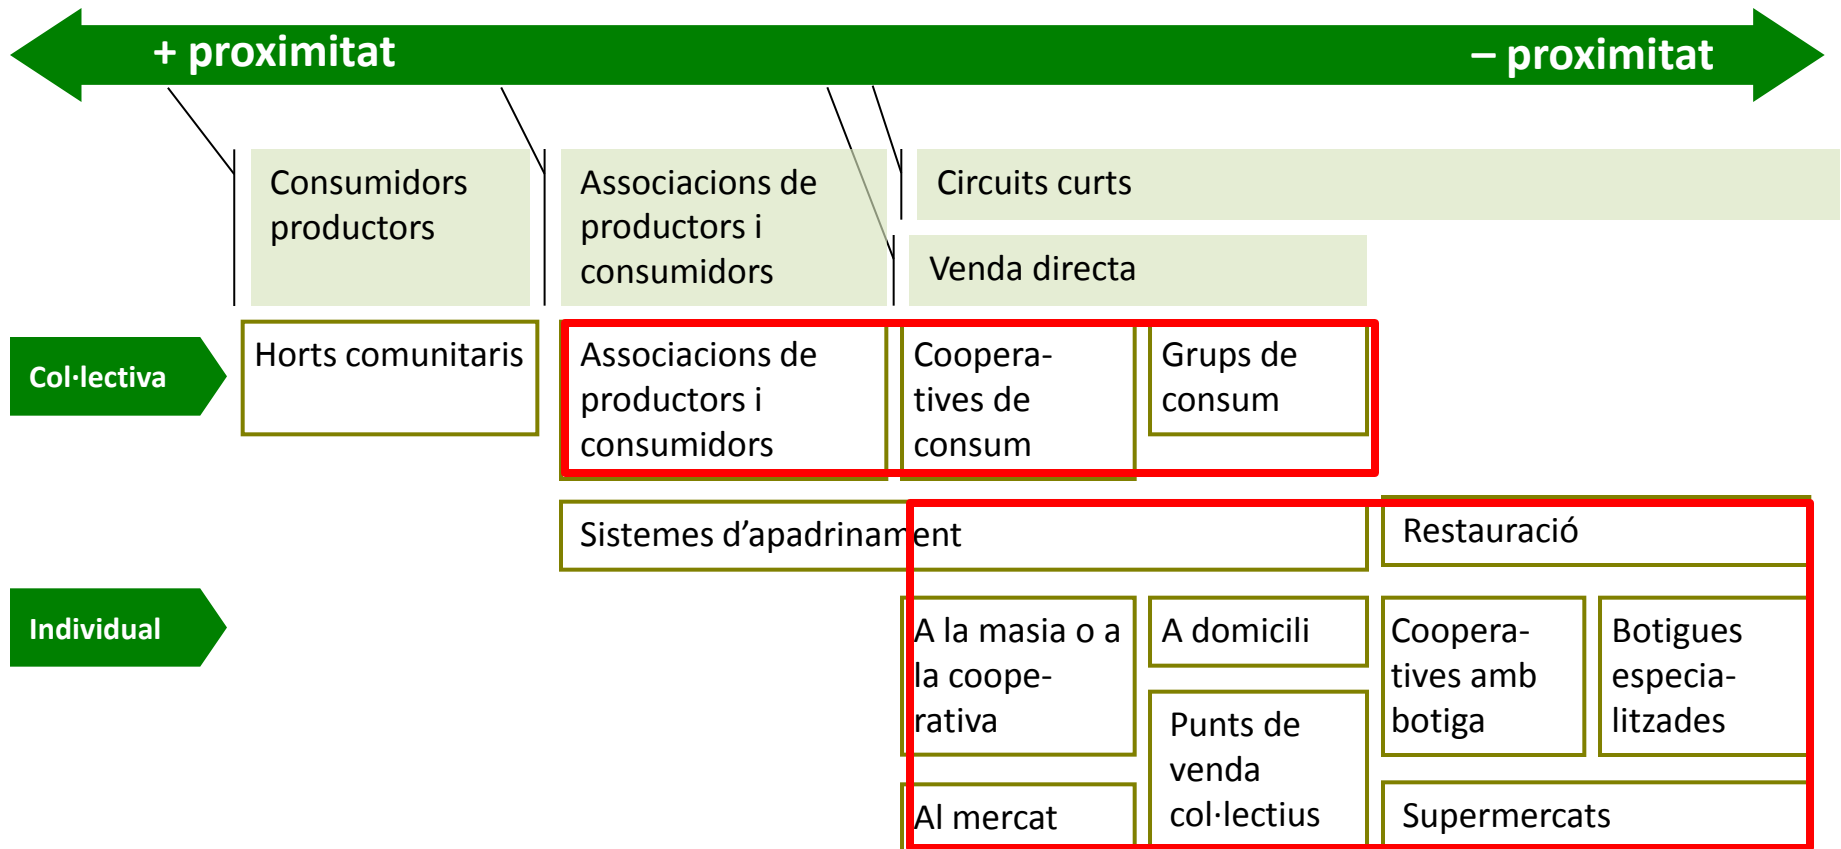 + proximitat
– proximitat
Consumidors
productors
Associacions de
productors i
consumidors
Circuits curts
Venda directa
Col·lectiva
Horts comunitaris
Associacions de
productors i
consumidors
Coopera-
tives de
consum
Grups de
consum
Sistemes d’apadrinament
Restauració
Individual
A la masia o a
la coope-
rativa
A domicili
Coopera-
tives amb
botiga
Botigues
especia-
litzades
Punts de
venda
col·lectius
Al mercat
Supermercats